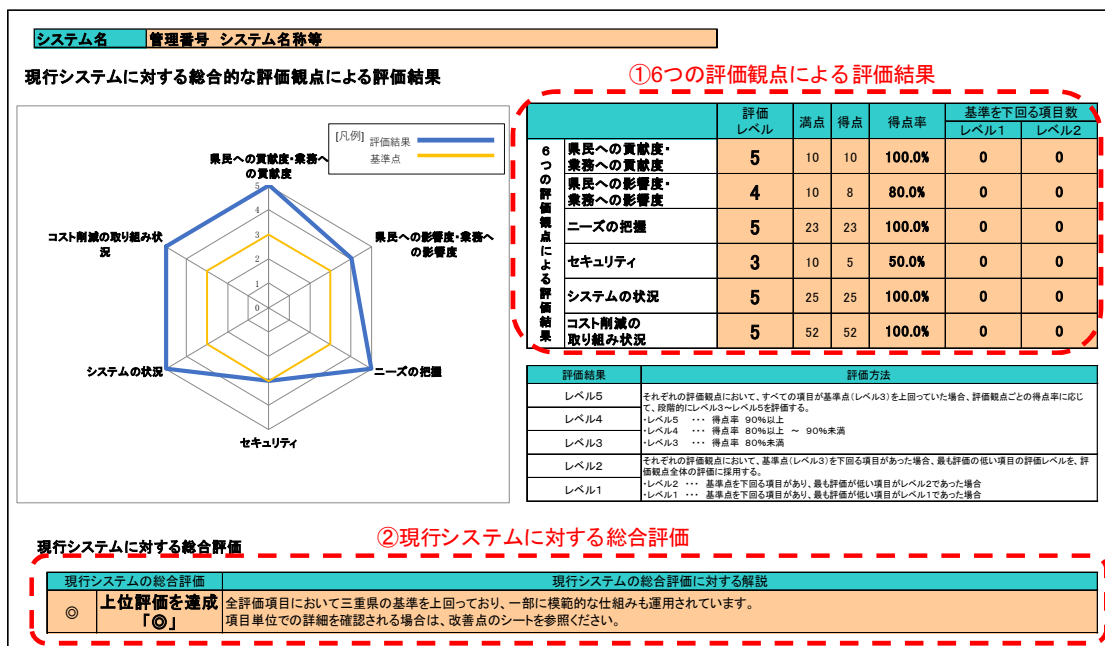 システム名 管理番号 システム名称等
現行システムに対する総合的な評価観点による評価結果
①6つの評価観点による評価結果
[凡例]
評価結果
基準点
県民への貢献度・業務へ
の貢献度
県民への影響度・業務へ
の影響度
ニーズの把握
セキュリティ
システムの状況
コスト削減の取り組み状
況
5
4
3
2
1
0
評価
レベル
満点 得点 得点率 基準を下回る項目数
レベル1 レベル2
6つの評価観点による評価結果
県民への貢献度・
業務への貢献度
5 10 10 100.0% 0 0
県民への影響度・
業務への影響度
4 10 8 80.0% 0 0
ニーズの把握 5 23 23 100.0% 0 0
セキュリティ 3 10 5 50.0% 0 0
システムの状況 5 25 25 100.0% 0 0
コスト削減の
取り組み状況
5 52 52 100.0% 0 0
評価結果 評価方法
レベル5
レベル4
レベル3
それぞれの評価観点において、すべての項目が基準点(レベル3)を上回っていた場合、評価観点ごとの得点率に応じ
て、段階的にレベル3～レベル5を評価する。
・レベル5 ・・・ 得点率 90%以上
・レベル4 ・・・ 得点率 80%以上 ～ 90%未満
・レベル3 ・・・ 得点率 80%未満
レベル2
レベル1
それぞれの評価観点において、基準点(レベル3)を下回る項目があった場合、最も評価の低い項目の評価レベルを、評
価観点全体の評価に採用する。
・レベル2 ・・・ 基準点を下回る項目があり、最も評価が低い項目がレベル2であった場合
・レベル1 ・・・ 基準点を下回る項目があり、最も評価が低い項目がレベル1であった場合
②現行システムに対する総合評価
現行システムに対する総合評価
現行システムの総合評価 現行システムの総合評価に対する解説
◎ 上位評価を達成
「◎」
全評価項目において三重県の基準を上回っており、一部に模範的な仕組みも運用されています。
項目単位での詳細を確認される場合は、改善点のシートを参照ください。